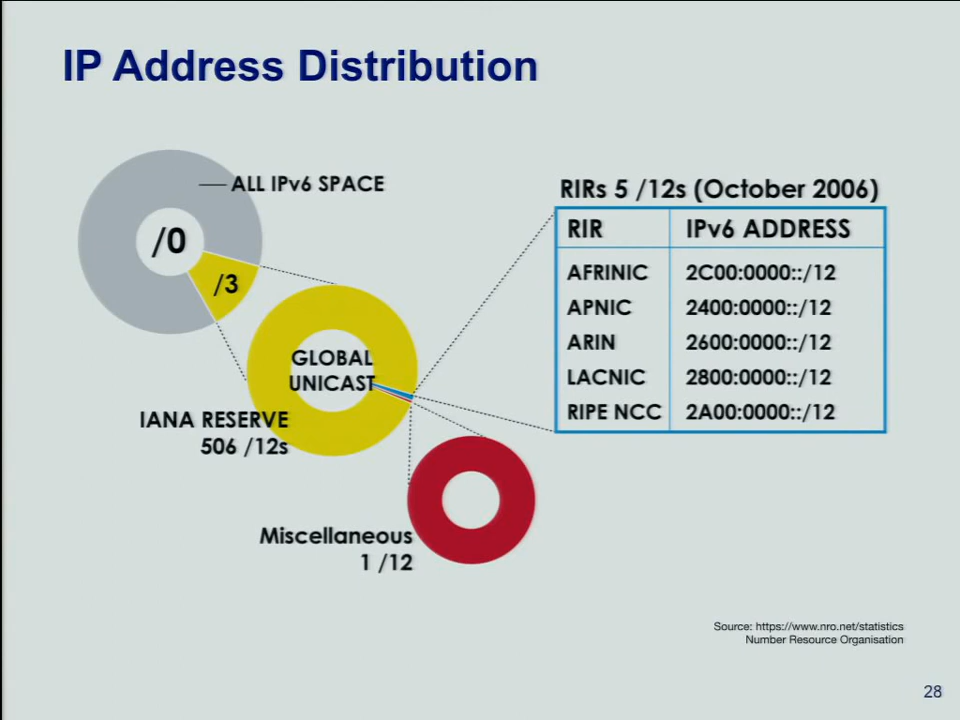 IP Address Distribution
ALL IPv6 SPACE
/0
/3
GLOBAL
UNICAST
IANA RESERVE
506 /12s
Miscellaneous
1 /12
RIRs 5 /12s (October 2006)
RIR IPv6 ADDRESS
AFRINIC 2C00:0000::/12
APNIC 2400:0000::/12
ARIN 2600:0000::/12
LACNIC 2800:0000::/12
RIPE NCC 2A00:0000::/12
Source: https://www.nro.net/statistics
Number Resource Organisation
28